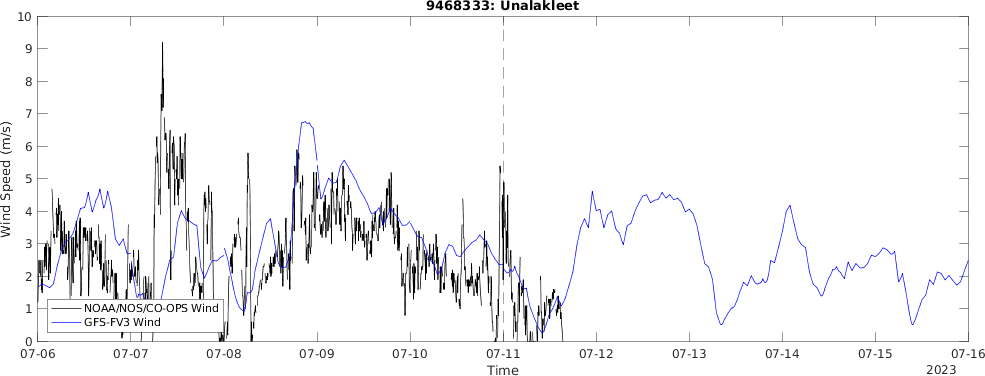 9468333: Unalakleet
Wind Speed (m/s)
10
9
8
7
6
5
4
3
2
1
0
NOAA/NOS/CO-OPS Wind
GFS-FV3 Wind
07-06 07-07 07-08 07-09 07-10 07-11 07-12 07-13 07-14 07-15 07-16
Time
2023